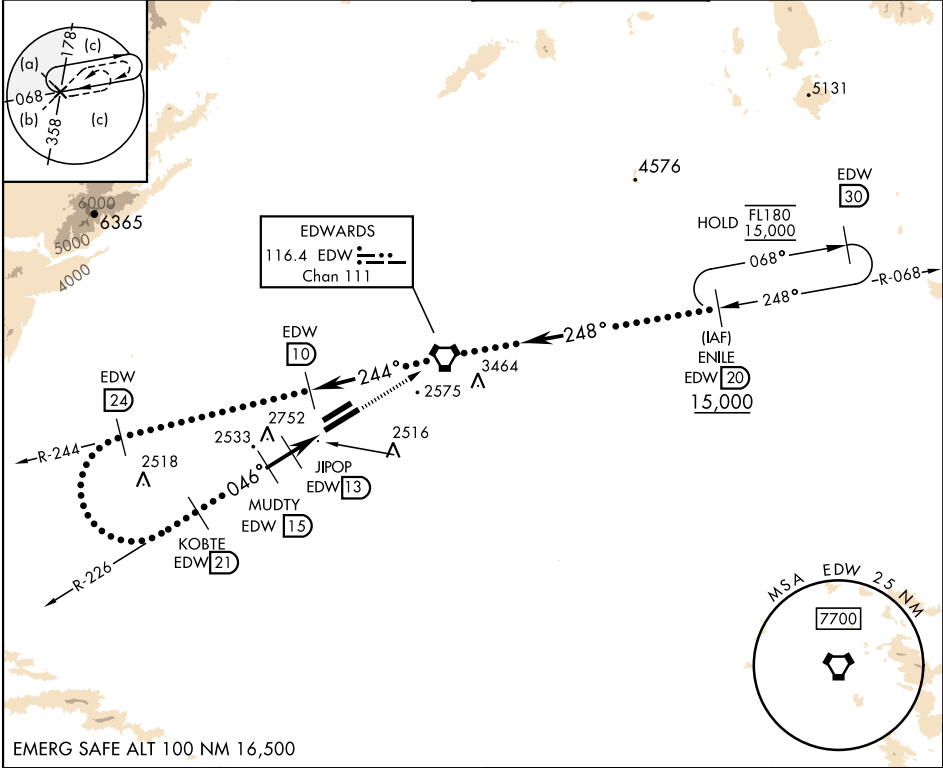 178
(c)
(a)
068
(b)
(c)
358
5131
4576
EDW
30
6000
6365
5000
4000
HOLD
FL180
15,000
068°
R-068
248°
EDWARDS
116.4 EDW
Chan 111
248°
(IAF)
ENILE
EDW 20
15,000
EDW
10
244°
3464
2575
EDW
24
R-244
2752
2533
2516
2518
046°
JIPOP
EDW 13
MUDTY
EDW 15
KOBTE
EDW 21
R-226
MSA EDW 25 NM
7700
EMERG SAFE ALT 100 NM 16,500